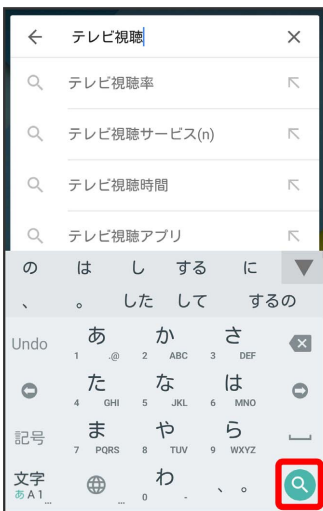 テレビ視聴
テレビ視聴率
テレビ視聴サービス(n)
テレビ視聴時間
テレビ視聴アプリ
の は し する に
、 。 した して するの
Undo あ か さ
1 .@ 2 ABC 3 DEF
た な は
4 GHI 5 JKL 6 MNO
記号 ま や ら
7 PQRS 8 TUV 9 WXYZ
文字 わ 、。
あA1... ... 0 -